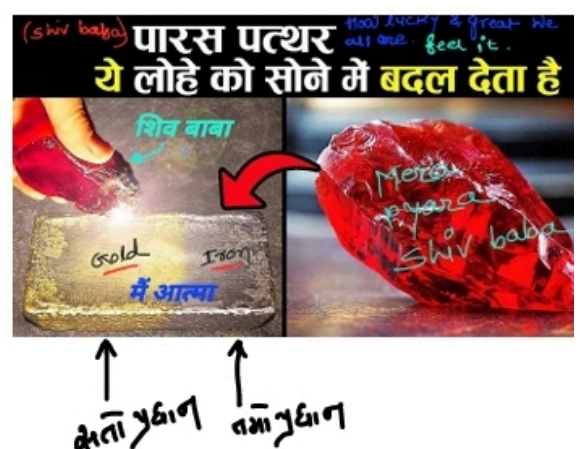 (shiv baba) पारस पत्थर How lucky & great we
all are. feel it.
ये लोहे को सोने में बदल देता है
शिव बाबा
Mera
pyara
Shiv baba
Gold Iron
मैं आत्मा
सतो प्रधान तमो प्रधान